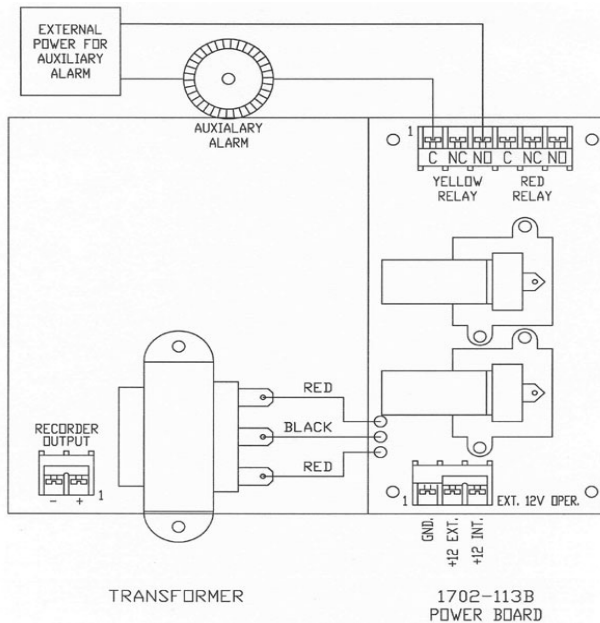 EXTERNAL
POWER FOR
AUXILIARY
ALARM
AUXIALARY
ALARM
1
C NC NO C NC NO
YELLOW
RELAY
RED
RELAY
RED
BLACK
RED
RECORDER
OUTPUT
- +
1
1
EXT. 12V OPER.
GND.
+12 EXT.
+12 INT.
TRANSFORMER
1702-113B
POWER BOARD